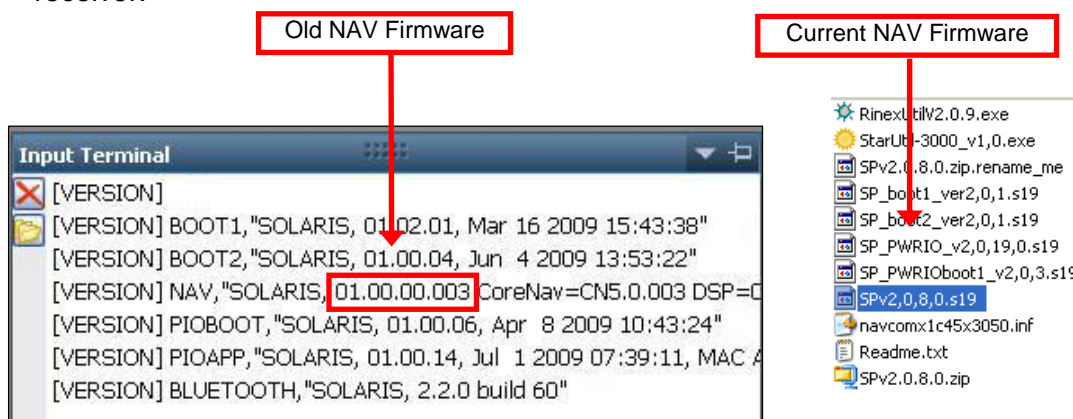 Old NAV Firmware
Current NAV Firmware
Input Terminal
[VERSION]
[VERSION] BOOT1,"SOLARIS, 01.02.01, Mar 16 2009 15:43:38"
[VERSION] BOOT2,"SOLARIS, 01.00.04, Jun 4 2009 13:53:22"
[VERSION] NAV,"SOLARIS, 01.00.00.003 CoreNav=CN5.0.003 DSP=
[VERSION] PIOBOOT,"SOLARIS, 01.00.06, Apr 8 2009 10:43:24"
[VERSION] PIOAPP,"SOLARIS, 01.00.14, Jul 1 2009 07:39:11, MAC
[VERSION] BLUETOOTH,"SOLARIS, 2.2.0 build 60"
RinexUtilV2.0.9.exe
StarUtil-3000_v1,0.exe
SPv2.0.8.0.zip.rename_me
SP_boot1_ver2,0,1.s19
SP_boot2_ver2,0,1.s19
SP_PWRIO_v2,0,19,0.s19
SP_PWRIOboot1_v2,0,3.s19
SPv2,0,8,0.s19
navcomx1c45x3050.inf
Readme.txt
SPv2.0.8.0.zip